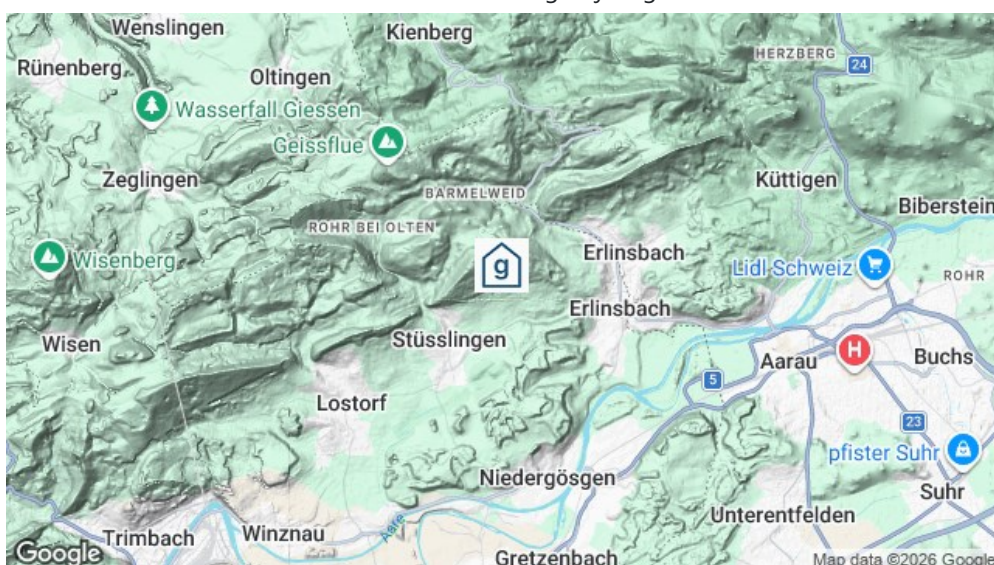 Wenslingen
Kienberg
HERZBERG
24
Rünenberg
Oltingen
Wasserfall Giessen
Geissflue
Zeglingen
BARMELWEID
Küttigen
Biberstein
ROHR BEI OLTEN
Erlinsbach
Wisenberg
g
Lidl Schweiz
ROHR
Erlinsbach
Wisen
Stüsslingen
Aarau
H
Buchs
5
Lostorf
23
pfister Suhr
Niedergösgen
Suhr
Unterentfelden
Aare
Trimbach
Winznau
Google
Gretzenbach
Map data ©2026 Google